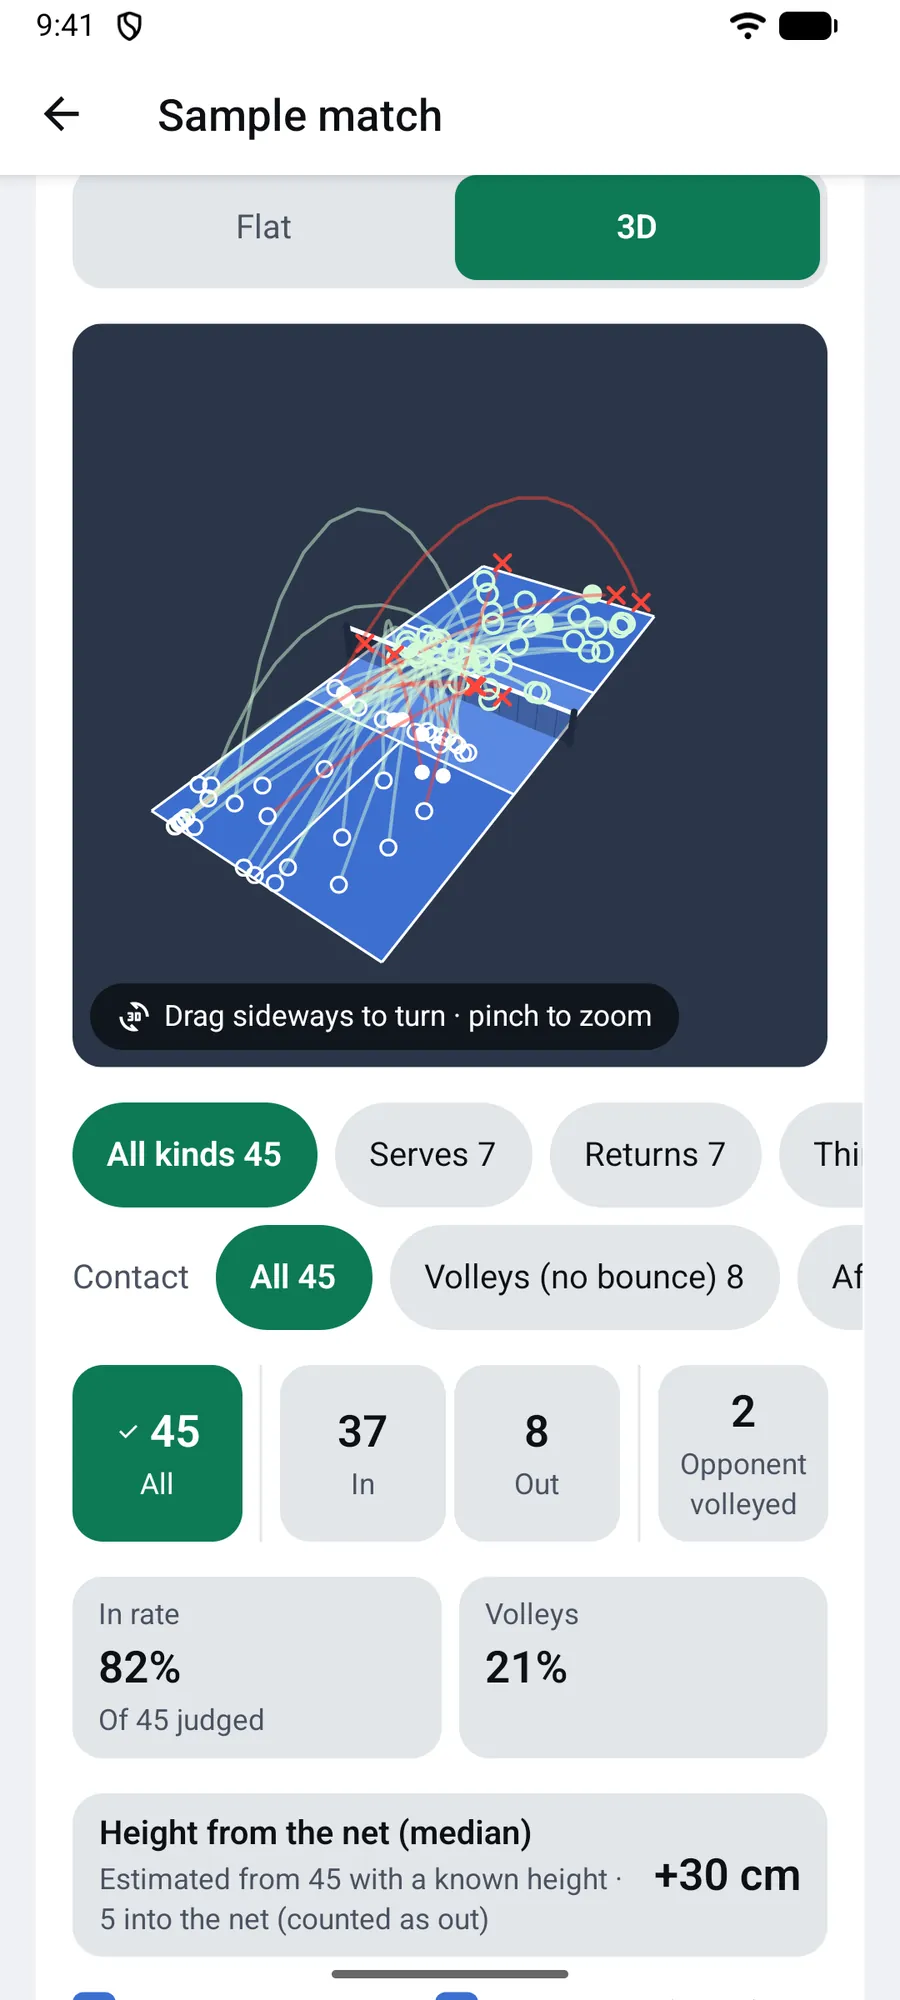 9:41
Sample match
Flat
3D
Drag sideways to turn · pinch to zoom
All kinds 45
Serves 7
Returns 7
Thi
Contact
All 45
Volleys (no bounce) 8
Af
45
All
37
In
8
Out
2
Opponent
volleyed
In rate
82%
Of 45 judged
Volleys
21%
Height from the net (median)
Estimated from 45 with a known height ·
5 into the net (counted as out)
+30 cm